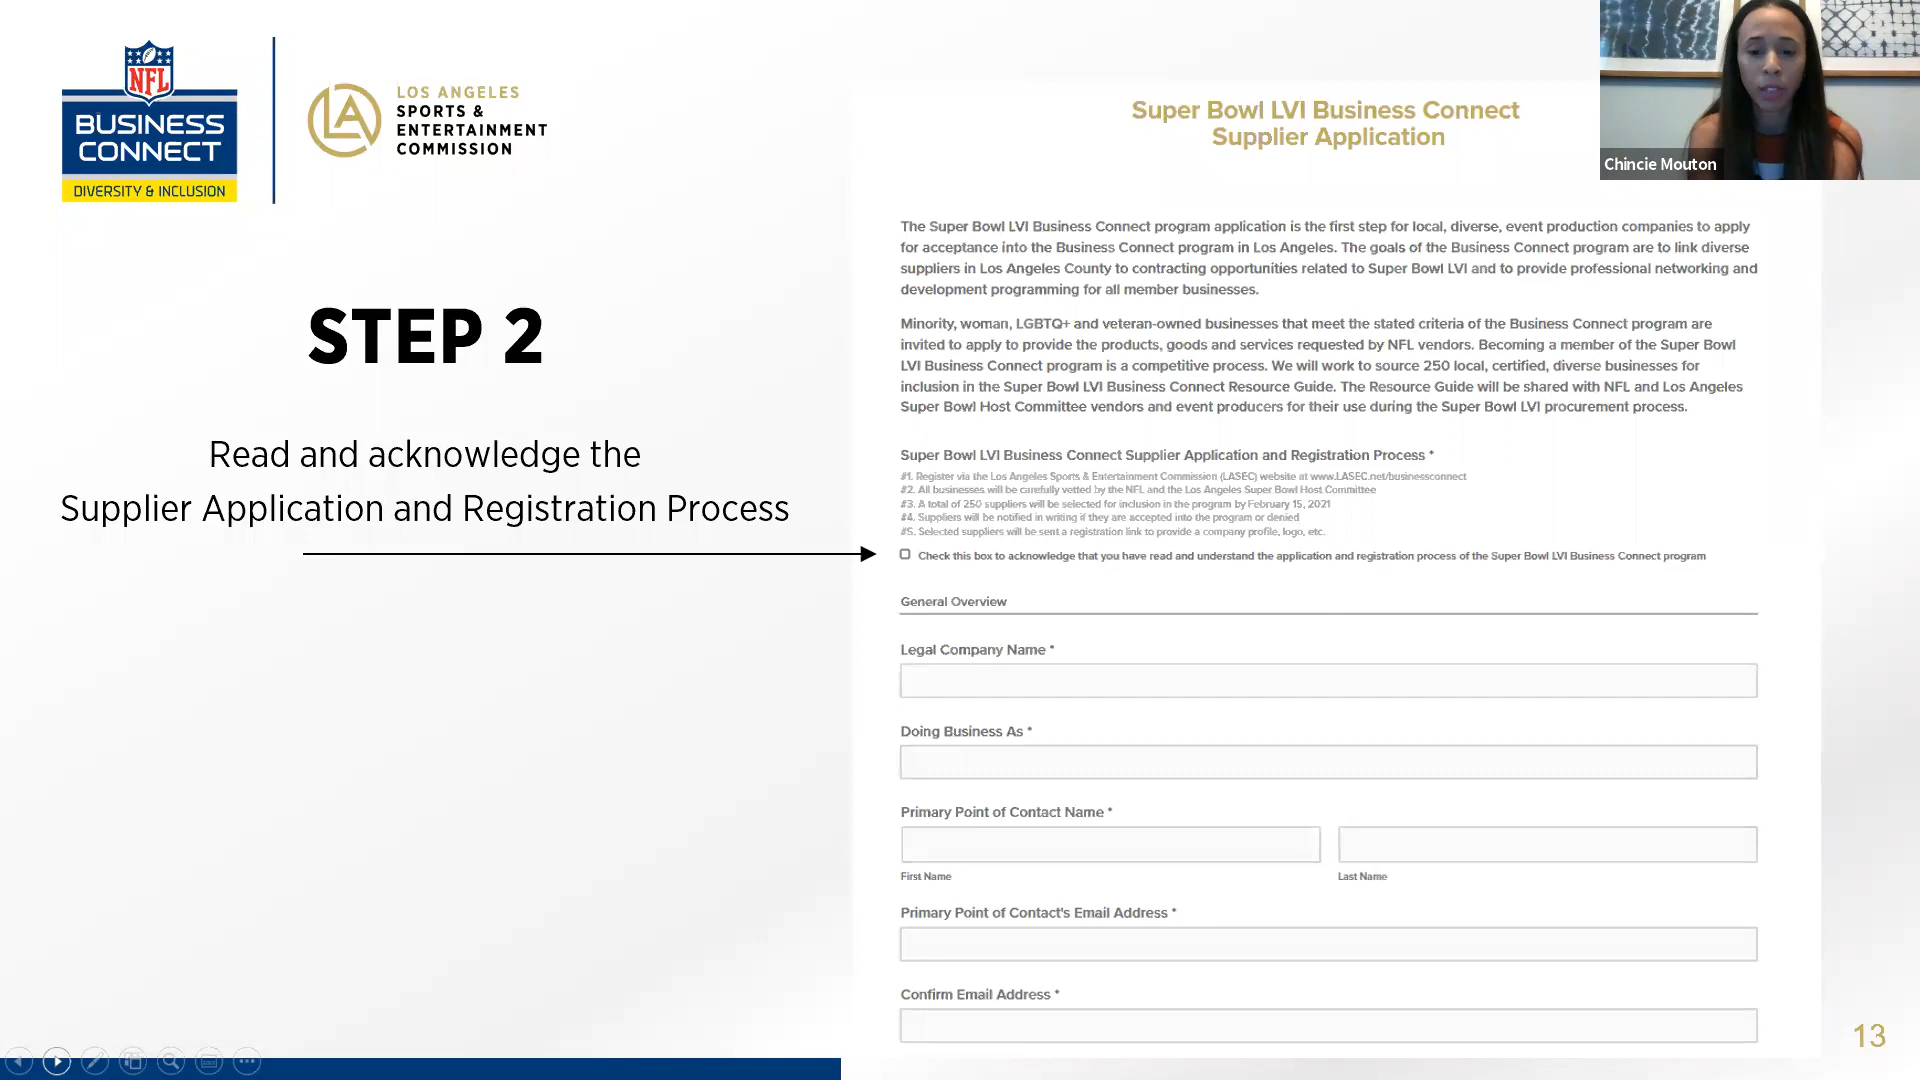 NFL
BUSINESS
CONNECT
DIVERSITY & INCLUSION
LA
LOS ANGELES
SPORTS &
ENTERTAINMENT
COMMISSION
STEP 2
Read and acknowledge the
Supplier Application and Registration Process
Super Bowl LVI Business Connect
Supplier Application
The Super Bowl LVI Business Connect program application is the first step for local, diverse, event production companies to apply
for acceptance into the Business Connect program in Los Angeles. The goals of the Business Connect program are to link diverse
suppliers in Los Angeles County to contracting opportunities related to Super Bowl LVI and to provide professional networking and
development programming for all member businesses.
Minority, woman, LGBTQ+ and veteran-owned businesses that meet the stated criteria of the Business Connect program are
invited to apply to provide the products, goods and services requested by NFL vendors. Becoming a member of the Super Bowl
LVI Business Connect program is a competitive process. We will work to source 250 local, certified, diverse businesses for
inclusion in the Super Bowl LVI Business Connect Resource Guide. The Resource Guide will be shared with NFL and Los Angeles
Super Bowl Host Committee vendors and event producers for their use during the Super Bowl LVI procurement process.
Super Bowl LVI Business Connect Supplier Application and Registration Process *
#1. Register via the Los Angeles Sports & Entertainment Commission (LASEC) website at www.LASEC.net/businessconnect
#2. All businesses will be carefully vetted by the NFL and the Los Angeles Super Bowl Host Committee
#3. A total of 250 suppliers will be selected for inclusion in the program by February 15, 2021
#4. Suppliers will be notified in writing if they are accepted into the program or denied
#5. Selected suppliers will be sent a registration link to provide a company profile, logo, etc.
Check this box to acknowledge that you have read and understand the application and registration process of the Super Bowl LVI Business Connect program
General Overview
Legal Company Name *
Doing Business As *
Primary Point of Contact Name *
First Name
Last Name
Primary Point of Contact's Email Address *
Confirm Email Address *
Chincie Mouton
13